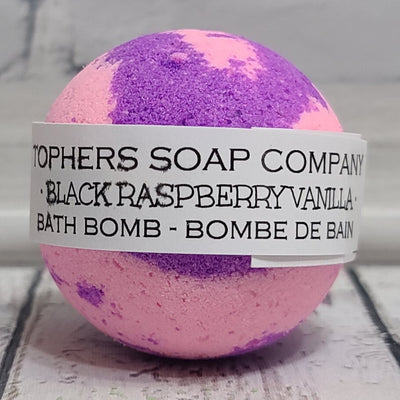 TOPHERS SOAP COMPANY
· BLACK RASPBERRY VANILLA ·
BATH BOMB - BOMBE DE BAIN